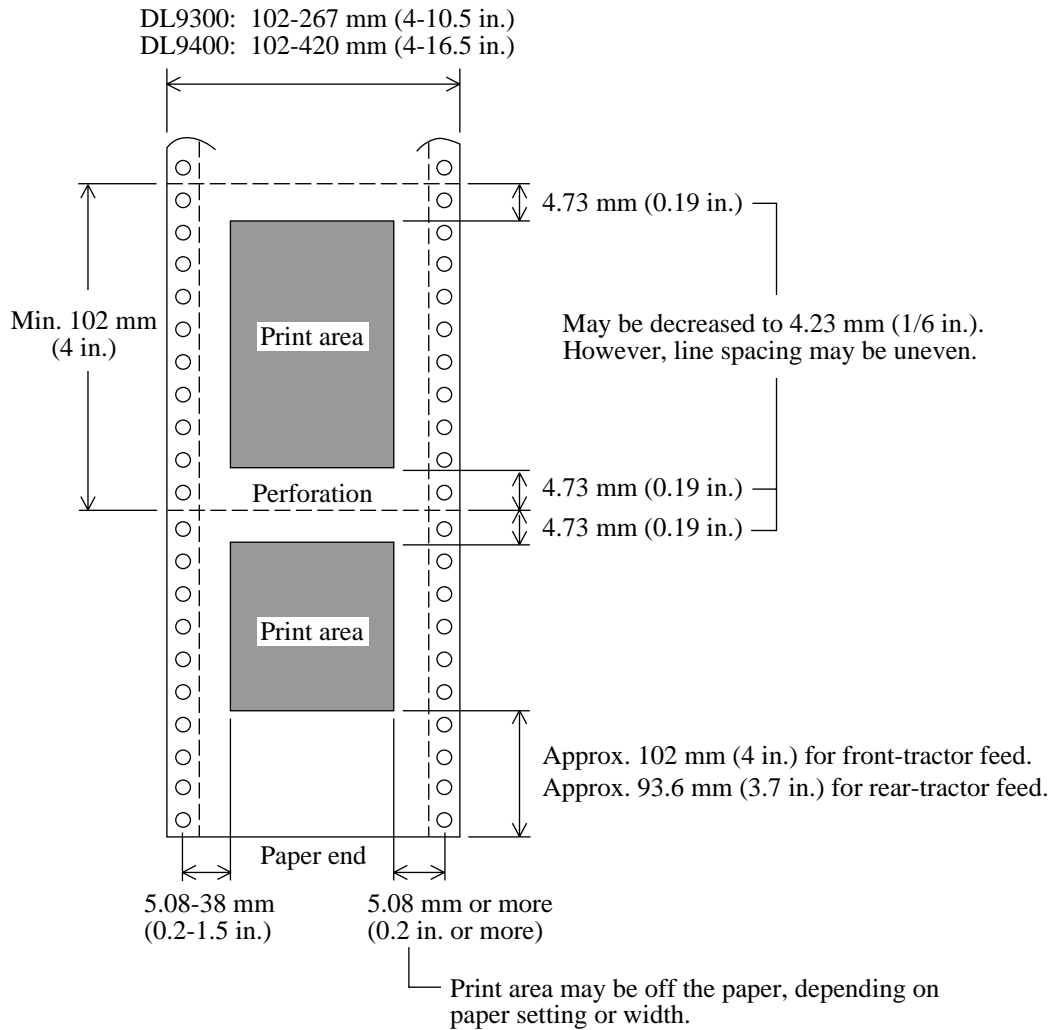 DL9300: 102-267 mm (4-10.5 in.)
DL9400: 102-420 mm (4-16.5 in.)
4.73 mm (0.19 in.)
Min. 102 mm
(4 in.)
Print area
May be decreased to 4.23 mm (1/6 in.).
However, line spacing may be uneven.
Perforation
4.73 mm (0.19 in.)
4.73 mm (0.19 in.)
Print area
Approx. 102 mm (4 in.) for front-tractor feed.
Approx. 93.6 mm (3.7 in.) for rear-tractor feed.
Paper end
5.08-38 mm
(0.2-1.5 in.)
5.08 mm or more
(0.2 in. or more)
Print area may be off the paper, depending on
paper setting or width.